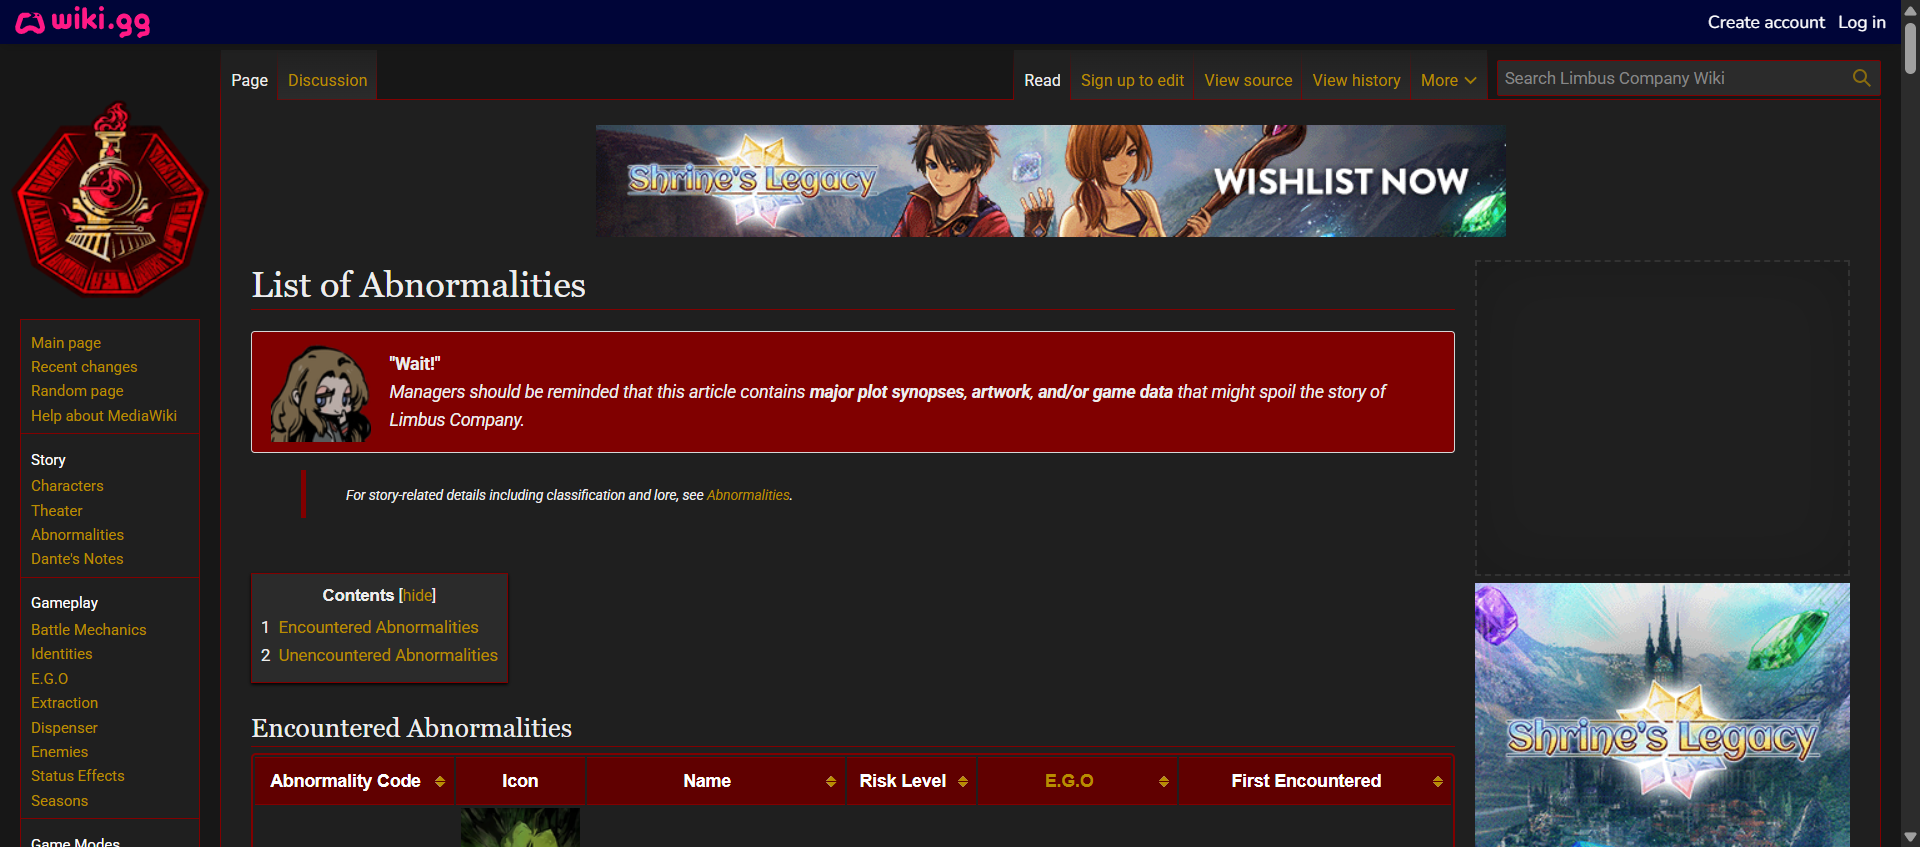 wiki.gg
Create account Log in
Page Discussion
Read Sign up to edit View source View history More
Search Limbus Company Wiki
Shrine's Legacy
WISHLIST NOW
List of Abnormalities
"Wait!"
Managers should be reminded that this article contains major plot synopses, artwork, and/or game data that might spoil the story of
Limbus Company.
For story-related details including classification and lore, see Abnormalities.
Contents [hide]
1 Encountered Abnormalities
2 Unencountered Abnormalities
Encountered Abnormalities
Abnormality Code Icon Name Risk Level E.G.O First Encountered
Main page
Recent changes
Random page
Help about MediaWiki
Story
Characters
Theater
Abnormalities
Dante's Notes
Gameplay
Battle Mechanics
Identities
E.G.O
Extraction
Dispenser
Enemies
Status Effects
Seasons
Game Modes
Shrine's Legacy